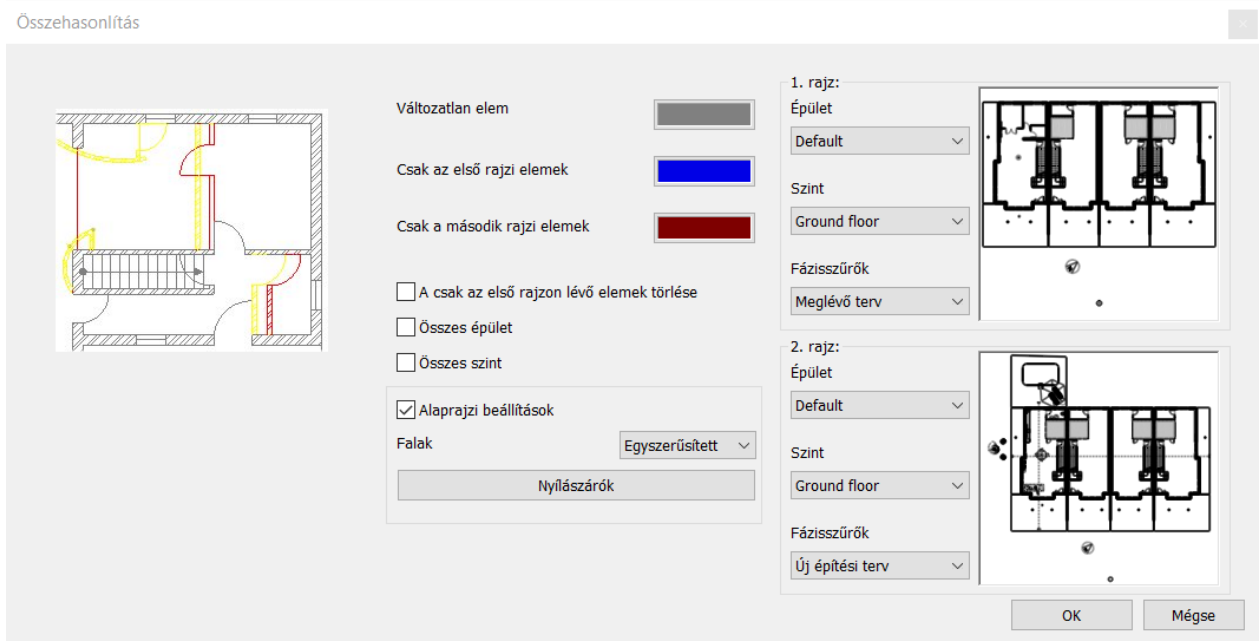 Összehasonlítás
Változatlan elem
Csak az első rajzi elemek
Csak a második rajzi elemek
A csak az első rajzon lévő elemek törlése
Összes épület
Összes szint
Alaprajzi beállítások
Falak
Egyszerűsített
Nyílászárók
1. rajz:
Épület
Default
Szint
Ground floor
Fázisszűrők
Meglévő terv
2. rajz:
Épület
Default
Szint
Ground floor
Fázisszűrők
Új építési terv
OK
Mégse